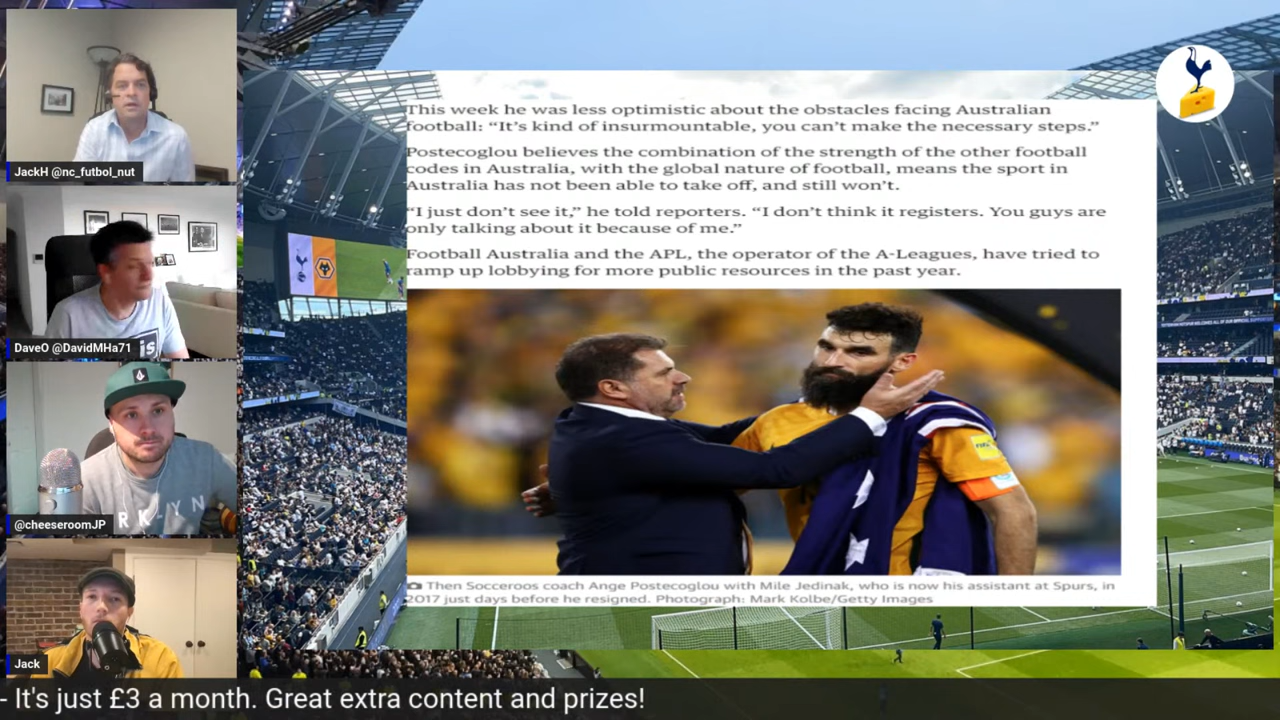 JackH @nc_futbol_nut
DaveO @DavidMHa71
@cheeseroomJP
Jack
This week he was less optimistic about the obstacles facing Australian
football: “It’s kind of insurmountable, you can’t make the necessary steps.”
Postecoglou believes the combination of the strength of the other football
codes in Australia, with the global nature of football, means the sport in
Australia has not been able to take off, and still won’t.
“I just don’t see it,” he told reporters. “I don’t think it registers. You guys are
only talking about it because of me.”
Football Australia and the APL, the operator of the A-Leagues, have tried to
ramp up lobbying for more public resources in the past year.
Then Socceroos coach Ange Postecoglou with Mile Jedinak, who is now his assistant at Spurs, in
2017 just days before he resigned. Photograph: Mark Kolbe/Getty Images
- It's just £3 a month. Great extra content and prizes!